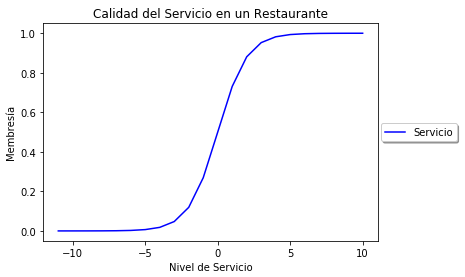 Calidad del Servicio en un Restaurante
1.0
0.8
0.6
0.4
0.2
0.0
Membresía
Servicio
−10
−5
0
5
10
Nivel de Servicio